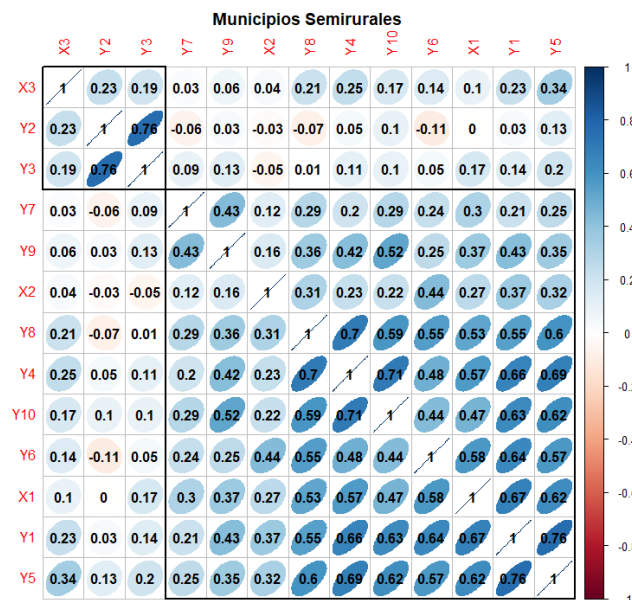 Municipios Semirurales
X3 Y2 Y3 Y7 Y9 X2 Y8 Y4 Y10 Y6 X1 Y1 Y5
X3 1 0.23 0.19 0.03 0.06 0.04 0.21 0.25 0.17 0.14 0.1 0.23 0.34
Y2 0.23 1 0.76 -0.06 0.03 -0.03 -0.07 0.05 0.1 -0.11 0 0.03 0.13
Y3 0.19 0.76 1 0.09 0.13 -0.05 0.01 0.11 0.1 0.05 0.17 0.14 0.2
Y7 0.03 -0.06 0.09 1 0.43 0.12 0.29 0.2 0.29 0.24 0.3 0.21 0.25
Y9 0.06 0.03 0.13 0.43 1 0.16 0.36 0.42 0.52 0.25 0.37 0.43 0.35
X2 0.04 -0.03 -0.05 0.12 0.16 1 0.31 0.23 0.22 0.44 0.27 0.37 0.32
Y8 0.21 -0.07 0.01 0.29 0.36 0.31 1 0.7 0.59 0.55 0.53 0.55 0.6
Y4 0.25 0.05 0.11 0.2 0.42 0.23 0.7 1 0.71 0.48 0.57 0.66 0.69
Y10 0.17 0.1 0.1 0.29 0.52 0.22 0.59 0.71 1 0.44 0.47 0.63 0.62
Y6 0.14 -0.11 0.05 0.24 0.25 0.44 0.55 0.48 0.44 1 0.58 0.64 0.57
X1 0.1 0 0.17 0.3 0.37 0.27 0.53 0.57 0.47 0.58 1 0.67 0.62
Y1 0.23 0.03 0.14 0.21 0.43 0.37 0.55 0.66 0.63 0.64 0.67 1 0.76
Y5 0.34 0.13 0.2 0.25 0.35 0.32 0.6 0.69 0.62 0.57 0.62 0.76 1
1
0.8
0.6
0.4
0.2
0
-0.2
-0.4
-0.6
-0.8
-1